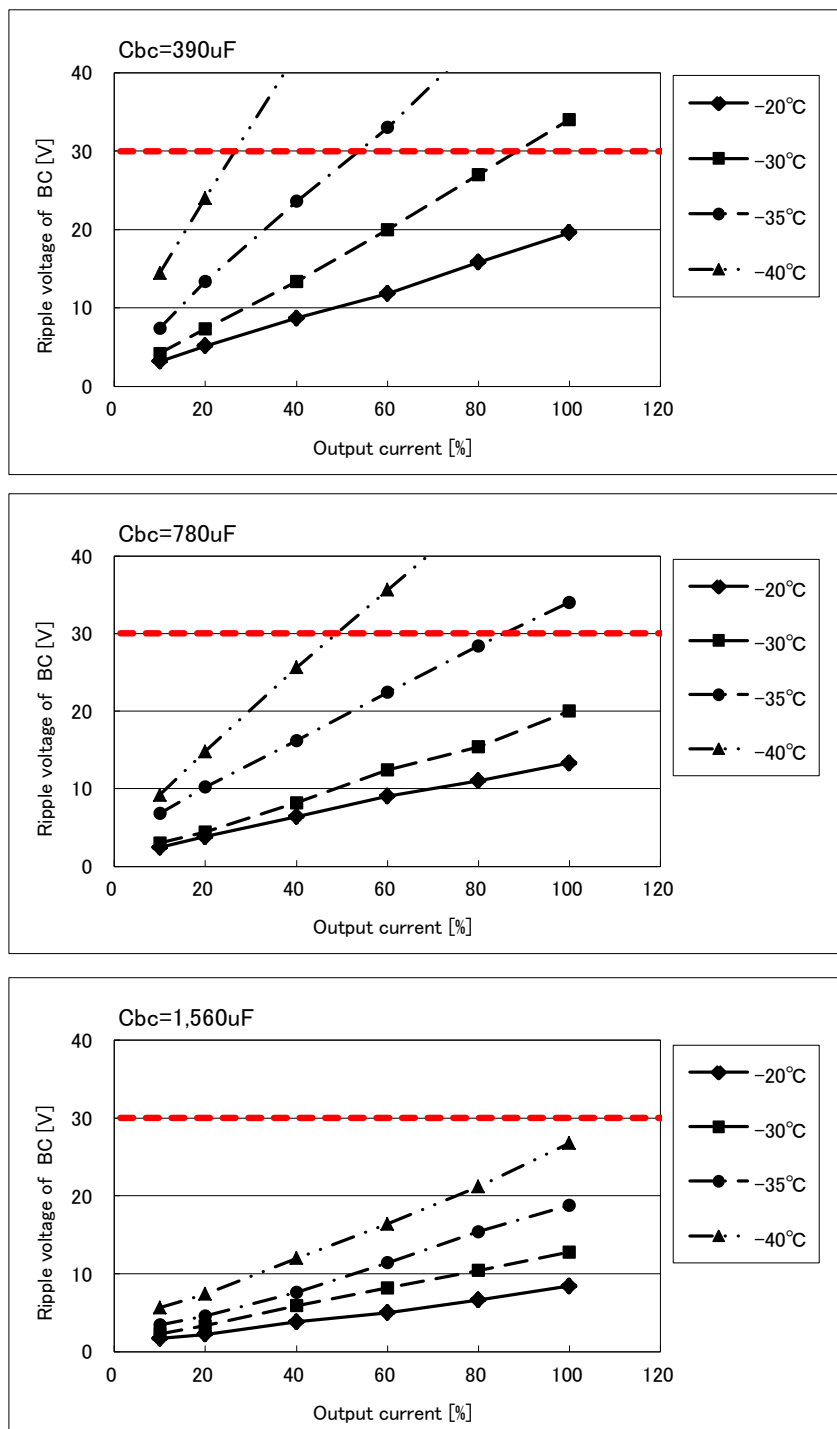 Cbc=390uF
Ripple voltage of BC [V]
40
30
20
10
0
0 20 40 60 80 100 120
Output current [%]
-20℃
-30℃
-35℃
-40℃
Cbc=780uF
Ripple voltage of BC [V]
40
30
20
10
0
0 20 40 60 80 100 120
Output current [%]
-20℃
-30℃
-35℃
-40℃
Cbc=1,560uF
Ripple voltage of BC [V]
40
30
20
10
0
0 20 40 60 80 100 120
Output current [%]
-20℃
-30℃
-35℃
-40℃